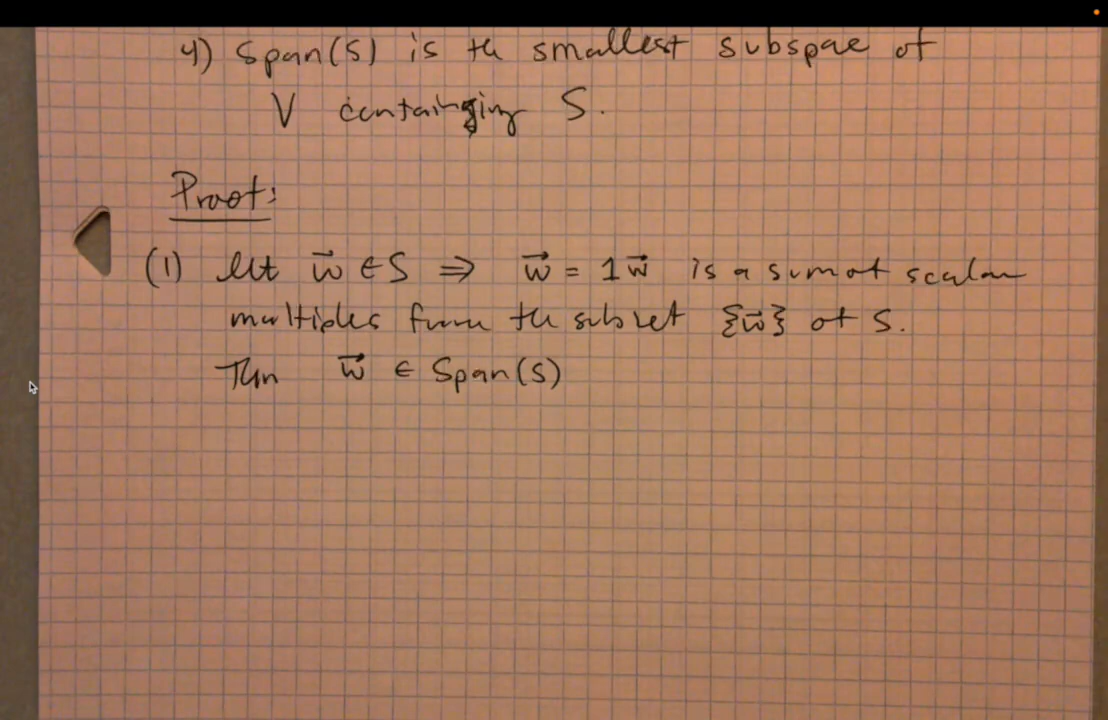 4) Span(S) is the smallest subspace of
V containing S.
Proof:
(1) let w⃗ ∈ S ⇒ w⃗ = 1w⃗ is a sum of scalar
multiples from the subset {w⃗} of S.
Then w⃗ ∈ Span(S)